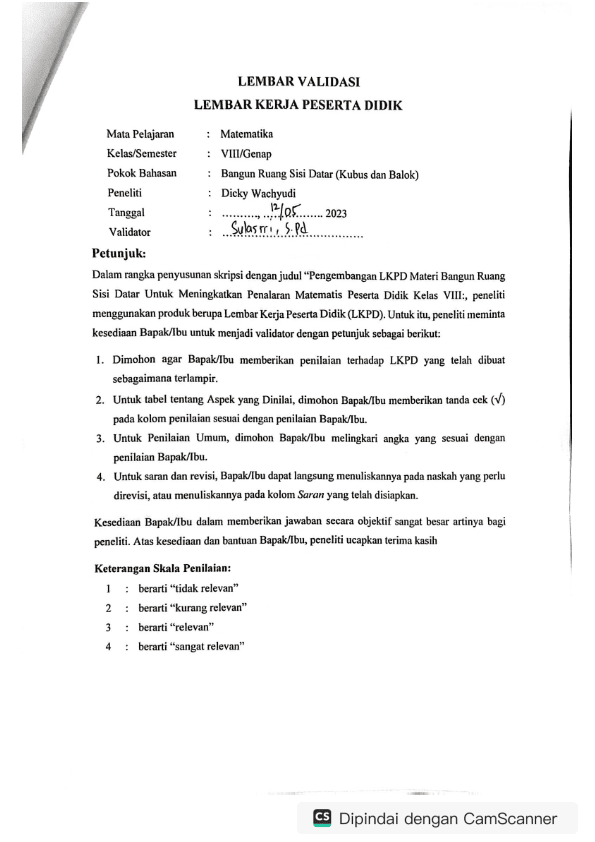 LEMBAR VALIDASI
LEMBAR KERJA PESERTA DIDIK
Mata Pelajaran : Matematika
Kelas/Semester : VIII/Genap
Pokok Bahasan : Bangun Ruang Sisi Datar (Kubus dan Balok)
Peneliti : Dicky Wachyudi
Tanggal : .........., ....12/05........ 2023
Validator : ..Sulasmi, S.Pd..............
Petunjuk:
Dalam rangka penyusunan skripsi dengan judul “Pengembangan LKPD Materi Bangun Ruang
Sisi Datar Untuk Meningkatkan Penalaran Matematis Peserta Didik Kelas VIII:, peneliti
menggunakan produk berupa Lembar Kerja Peserta Didik (LKPD). Untuk itu, peneliti meminta
kesediaan Bapak/Ibu untuk menjadi validator dengan petunjuk sebagai berikut:
1. Dimohon agar Bapak/Ibu memberikan penilaian terhadap LKPD yang telah dibuat
sebagaimana terlampir.
2. Untuk tabel tentang Aspek yang Dinilai, dimohon Bapak/Ibu memberikan tanda cek (√)
pada kolom penilaian sesuai dengan penilaian Bapak/Ibu.
3. Untuk Penilaian Umum, dimohon Bapak/Ibu melingkari angka yang sesuai dengan
penilaian Bapak/Ibu.
4. Untuk saran dan revisi, Bapak/Ibu dapat langsung menuliskannya pada naskah yang perlu
direvisi, atau menuliskannya pada kolom Saran yang telah disiapkan.
Kesediaan Bapak/Ibu dalam memberikan jawaban secara objektif sangat besar artinya bagi
peneliti. Atas kesediaan dan bantuan Bapak/Ibu, peneliti ucapkan terima kasih
Keterangan Skala Penilaian:
1 : berarti “tidak relevan”
2 : berarti “kurang relevan”
3 : berarti “relevan”
4 : berarti “sangat relevan”
CS Dipindai dengan CamScanner